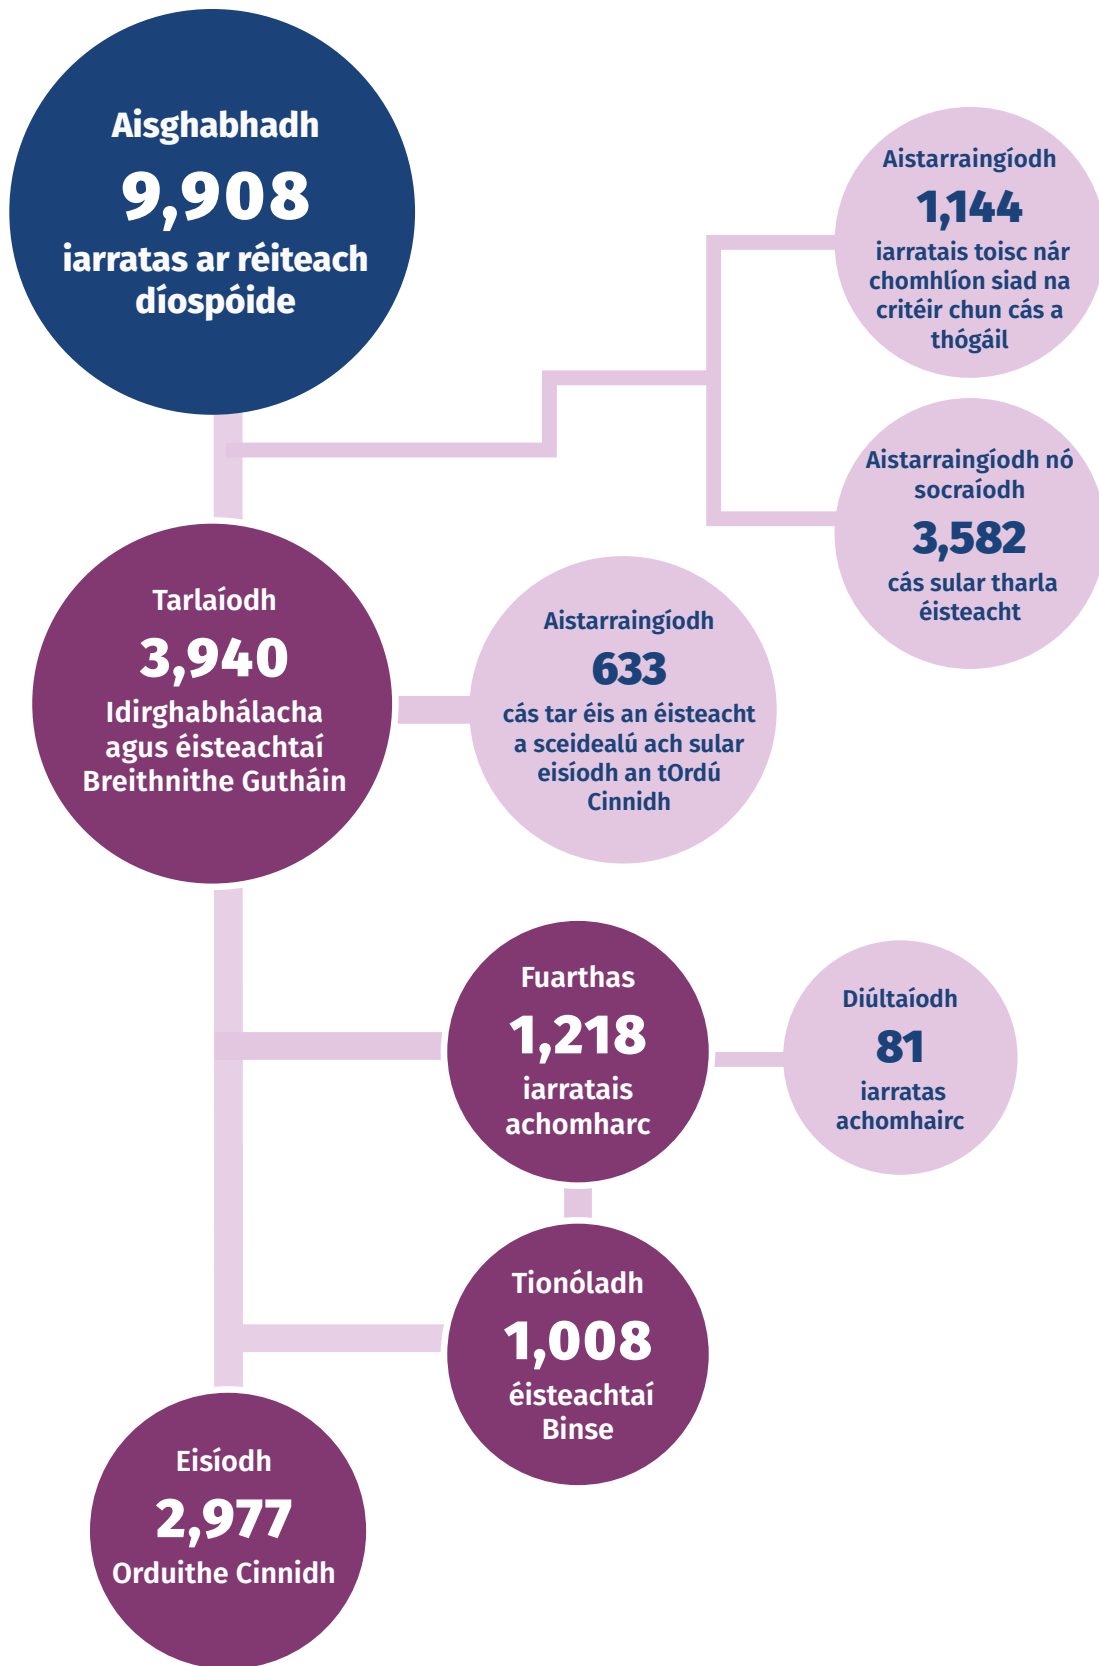 Aisghabhadh
9,908
iarratas ar réiteach
díospóide
Aistarraingíodh
1,144
iarratais toisc nár
chomhlíon siad na
critéir chun cás a
thógáil
Aistarraingíodh nó
socraíodh
3,582
cás sular tharla
éisteacht
Tarlaíodh
3,940
Idirghabhálacha
agus éisteachtaí
Breithnithe Gutháin
Aistarraingíodh
633
cás tar éis an éisteacht
a sceidealú ach sular
eisíodh an tOrdú
Cinnidh
Fuarthas
1,218
iarratais
achomharc
Diúltaíodh
81
iarratas
achomhairc
Tionóladh
1,008
éisteachtaí
Binse
Eisíodh
2,977
Orduithe Cinnidh